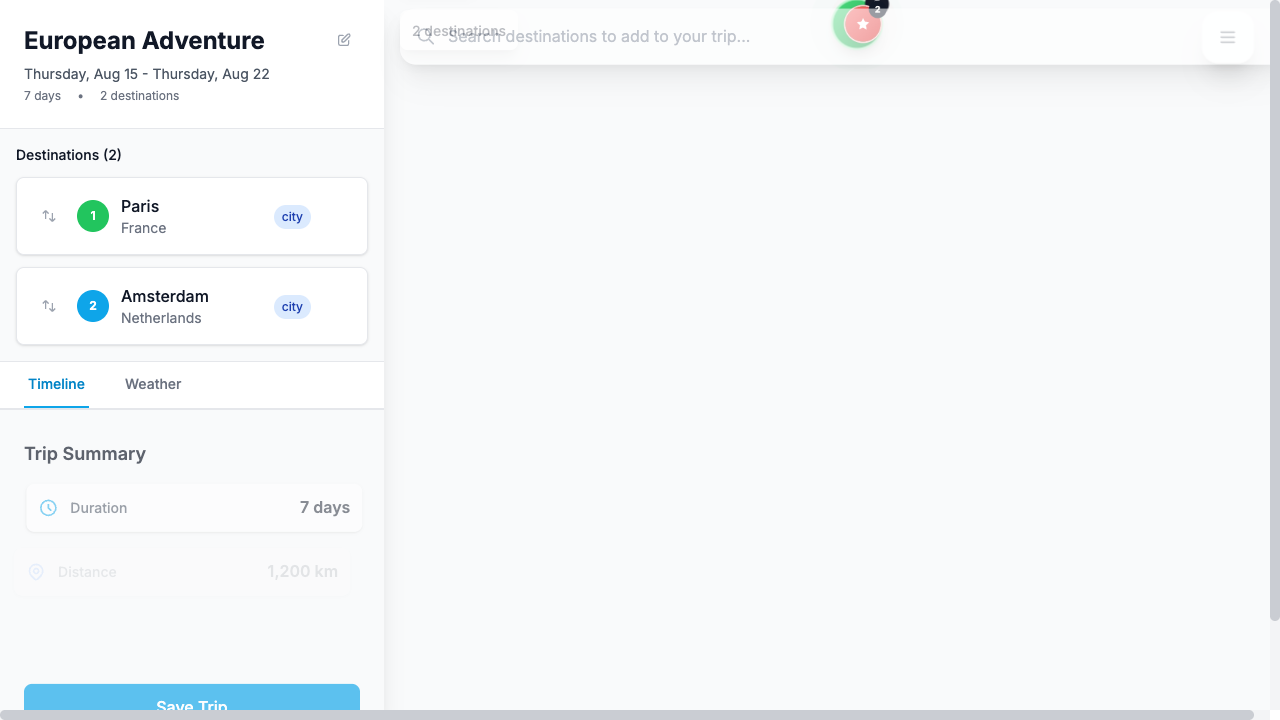 European Adventure
Thursday, Aug 15 - Thursday, Aug 22
7 days • 2 destinations
Destinations (2)
1
Paris
France
city
2
Amsterdam
Netherlands
city
Timeline
Weather
Trip Summary
Duration
7 days
Distance
1,200 km
Save Trip
2 destinations
Search destinations to add to your trip...
2